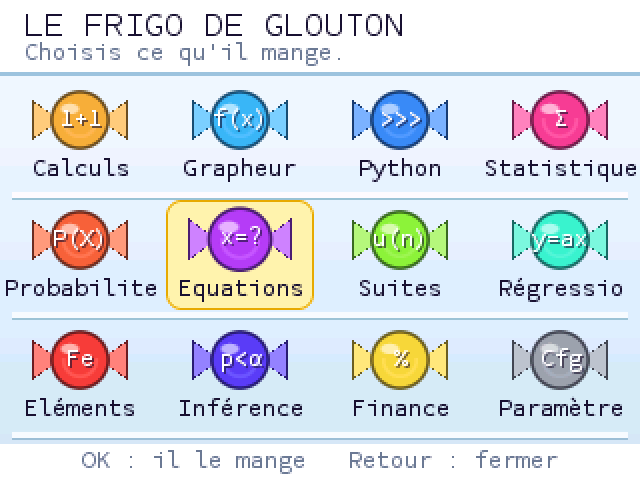 LE FRIGO DE GLOUTON
Choisis ce qu'il mange.
1+1 f(x) >>> Σ
Calculs Grapheur Python Statistique
P(X) x=? u(n) y=ax
Probabilite Equations Suites Régressio
Fe p<α % Cfg
Eléments Inférence Finance Paramètre
OK : il le mange Retour : fermer